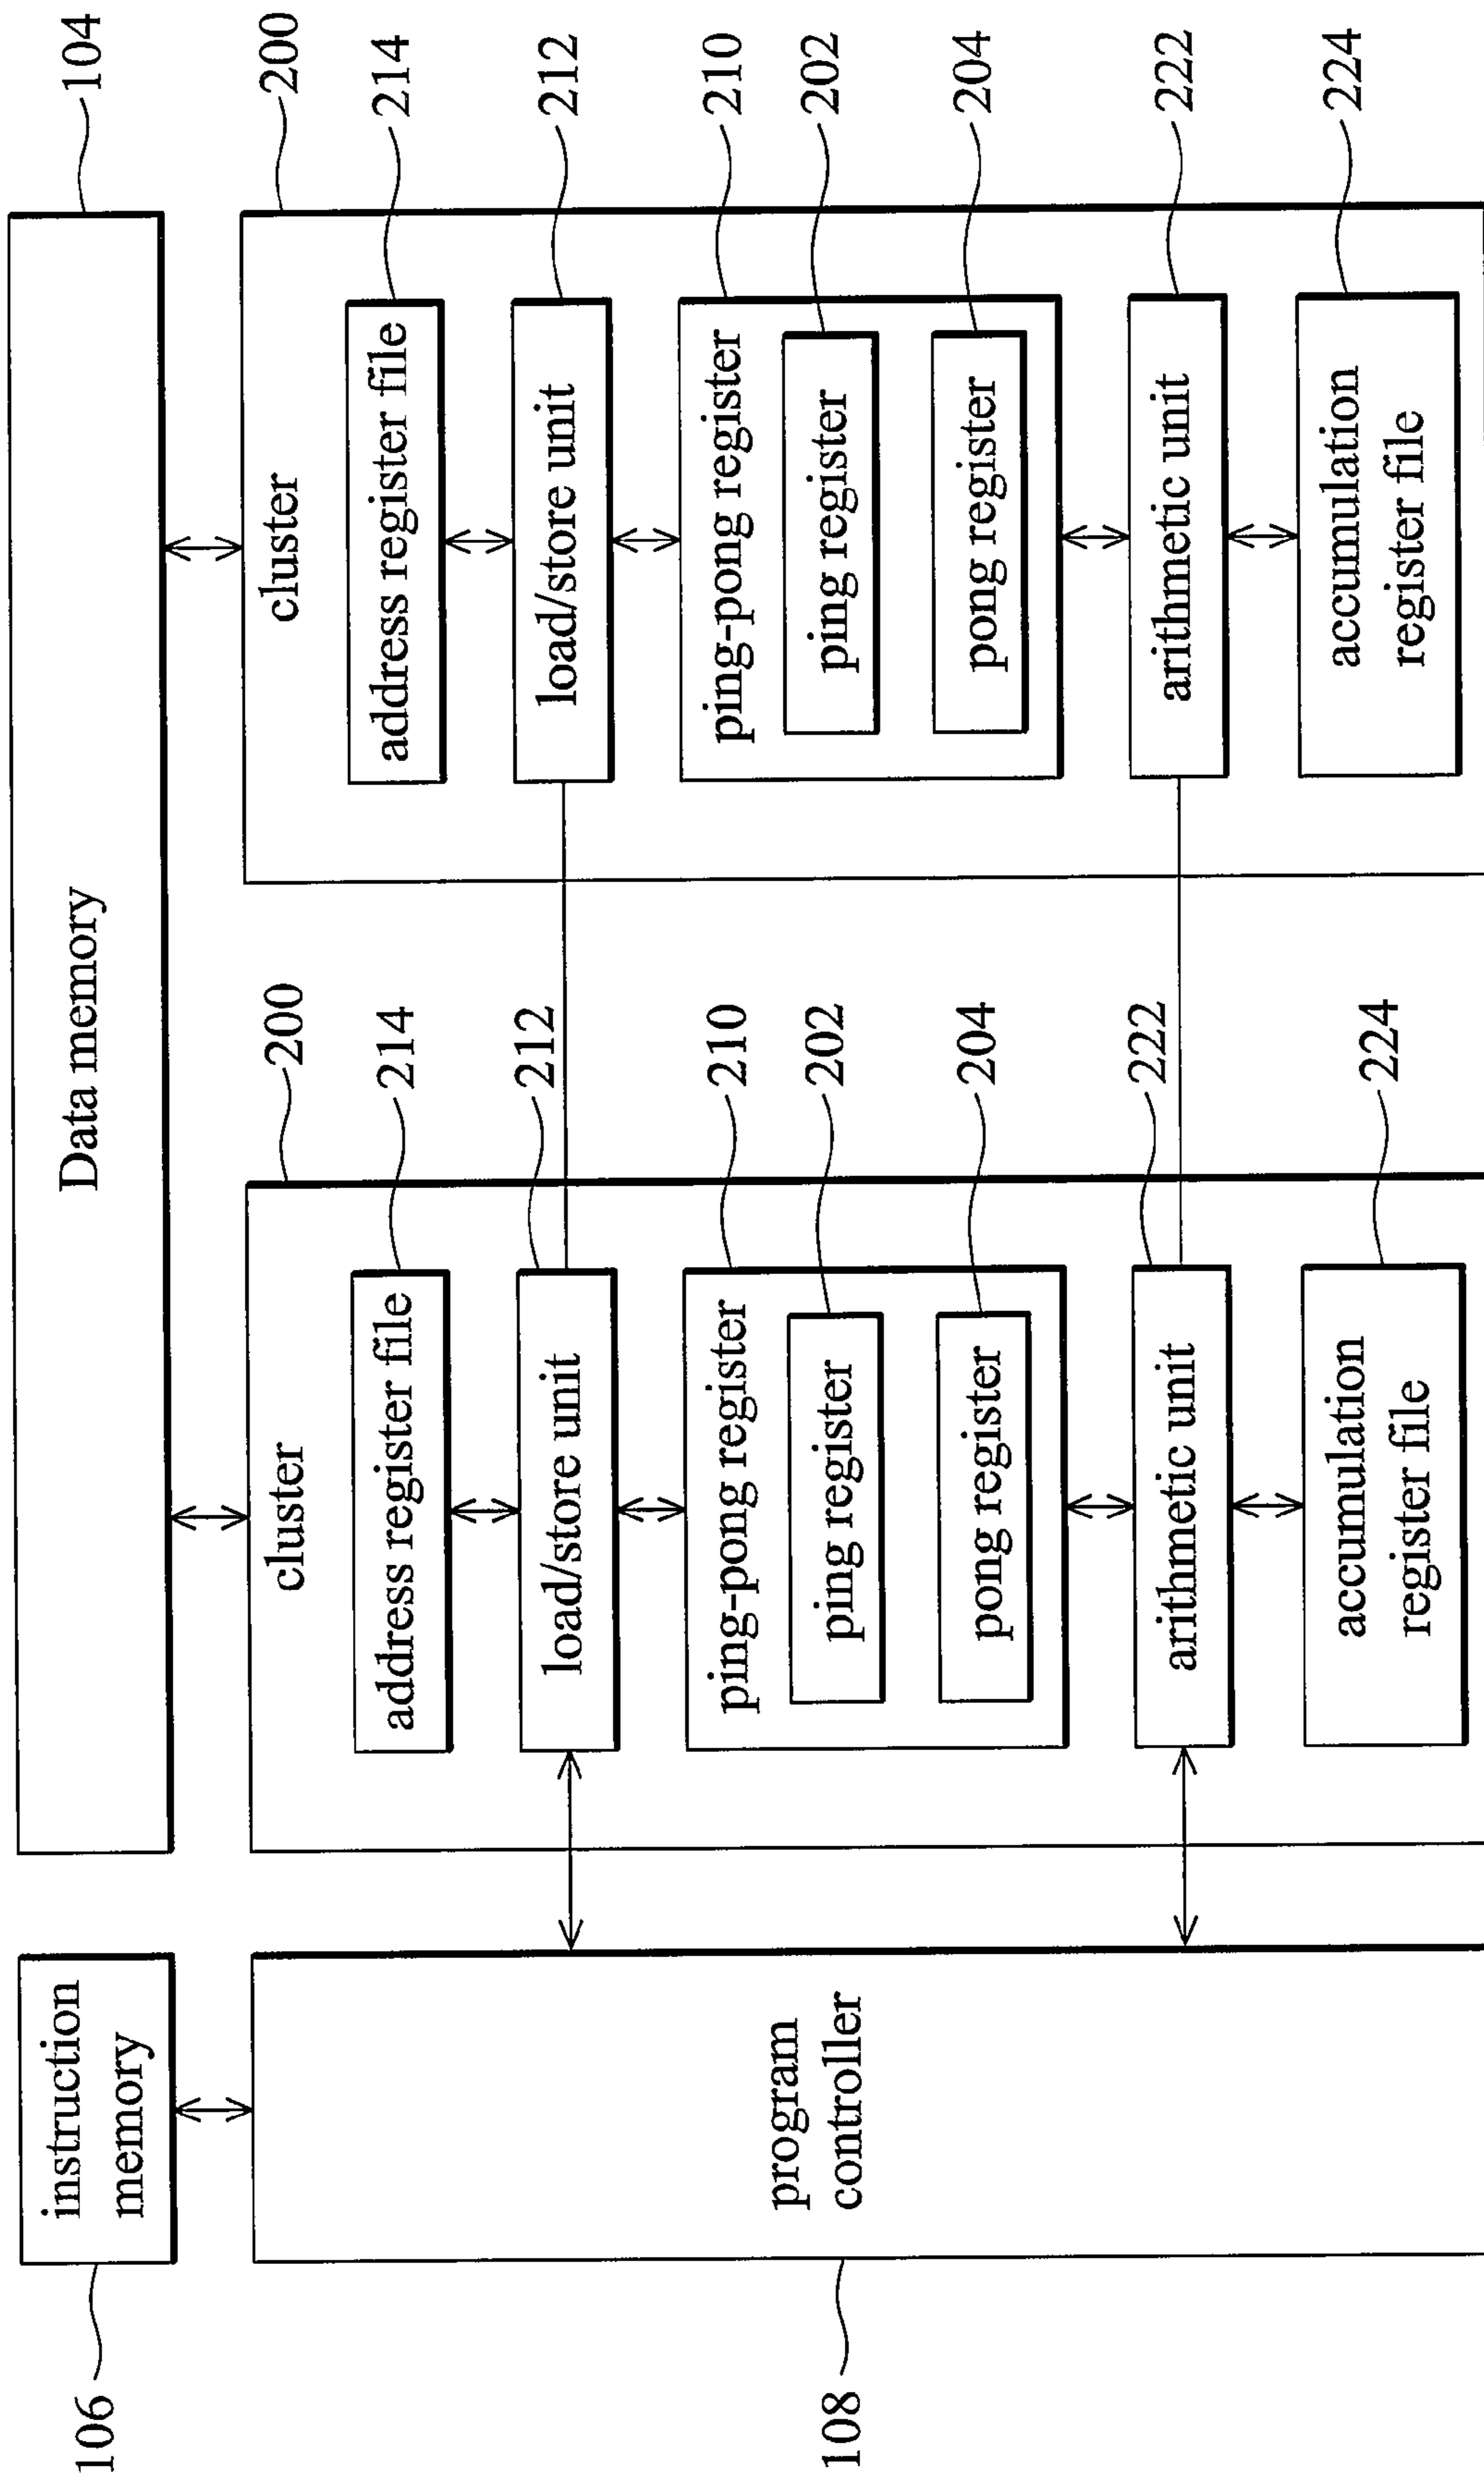 106
instruction
memory
Data memory
104
108
program
controller
cluster
200
address register file
214
load/store unit
212
ping-pong register
210
ping register
202
pong register
204
arithmetic unit
222
accumulation
register file
224
cluster
200
address register file
214
load/store unit
212
ping-pong register
210
ping register
202
pong register
204
arithmetic unit
222
accumulation
register file
224